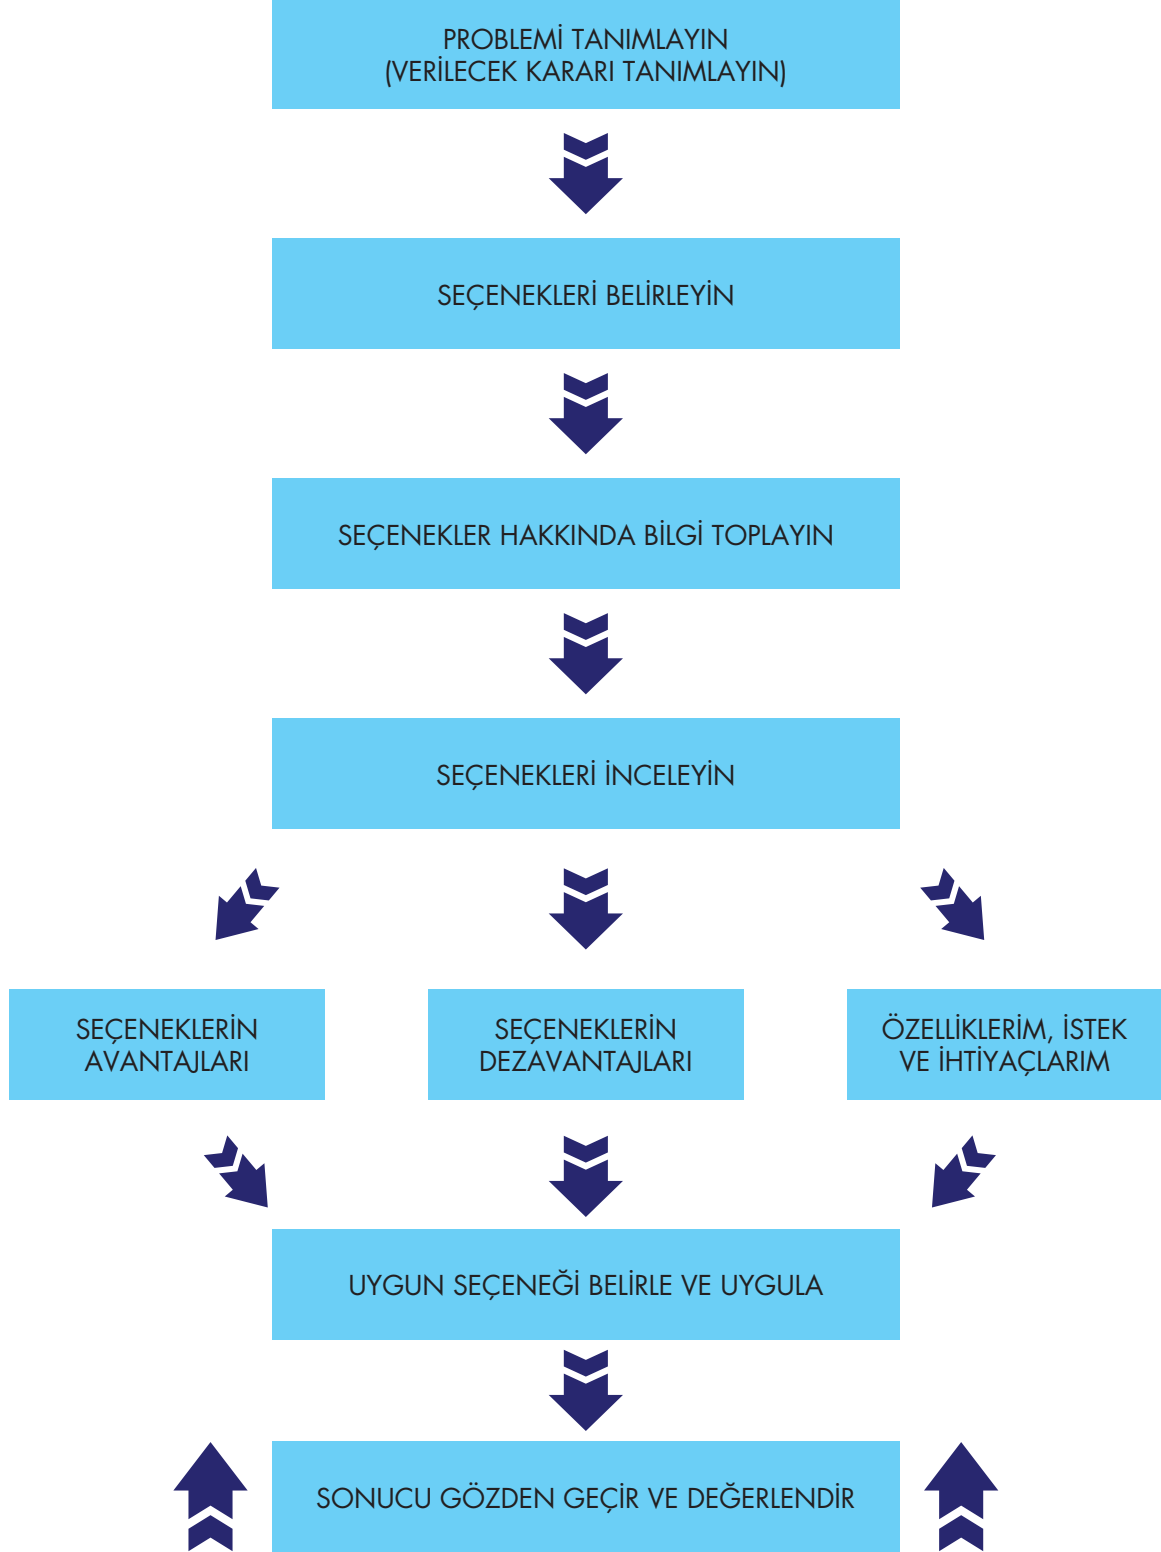 PROBLEMİ TANIMLAYIN
(VERİLECEK KARARI TANIMLAYIN)
SEÇENEKLERİ BELİRLEYİN
SEÇENEKLER HAKKINDA BİLGİ TOPLAYIN
SEÇENEKLERİ İNCELEYİN
SEÇENEKLERİN
AVANTAJLARI
SEÇENEKLERİN
DEZAVANTAJLARI
ÖZELLİKLERİM, İSTEK
VE İHTİYAÇLARIM
UYGUN SEÇENEĞİ BELİRLE VE UYGULA
SONUCU GÖZDEN GEÇİR VE DEĞERLENDİR